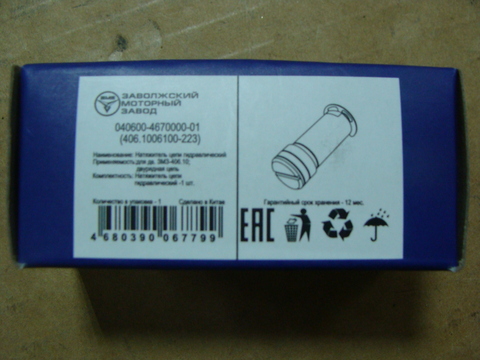 ЗАВОЛЖСКИЙ
МОТОРНЫЙ
ЗАВОД
040600-4670000-01
(406.1006100-223)
Наименование: Натяжитель цепи гидравлический
Применяемость: для дв. ЗМЗ-406.10;
двухрядная цепь
Комплектность: Натяжитель цепи
гидравлический -1 шт.
Количество в упаковке - 1 Сделано в Китае
4 680390 067799
Гарантийный срок хранения - 12 мес.
EAC